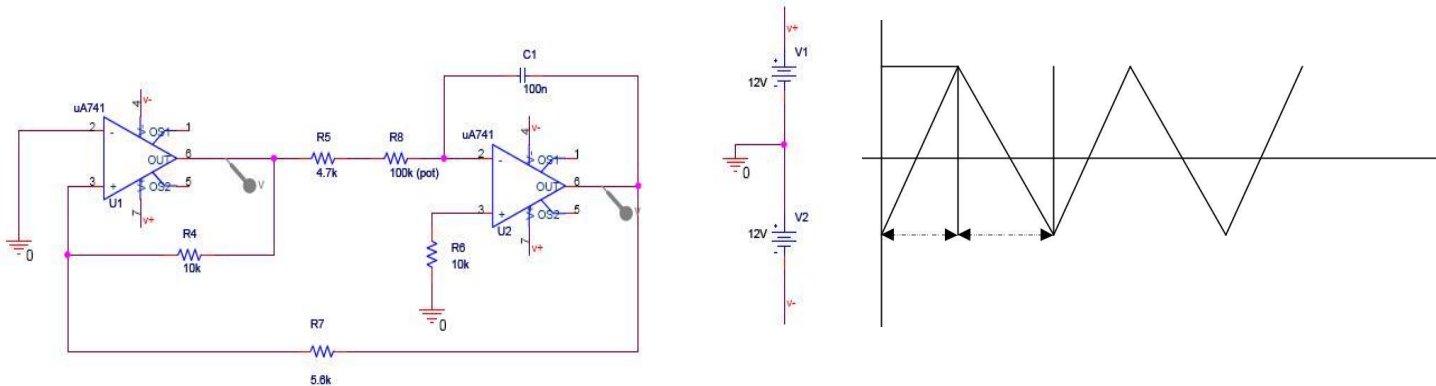 C1
100n
uA741
v-
4
2
-
V-
OS1
1
OUT
6
3
+
V+
OS2
5
U1
7
v+
V
R5
4.7k
R8
100k (pot)
uA741
v-
4
2
-
V-
OS1
1
OUT
6
3
+
V+
OS2
5
U2
7
v+
V
R4
10k
R6
10k
0
0
R7
5.6k
v+
V1
+
12V
-
0
V2
+
12V
-
v-